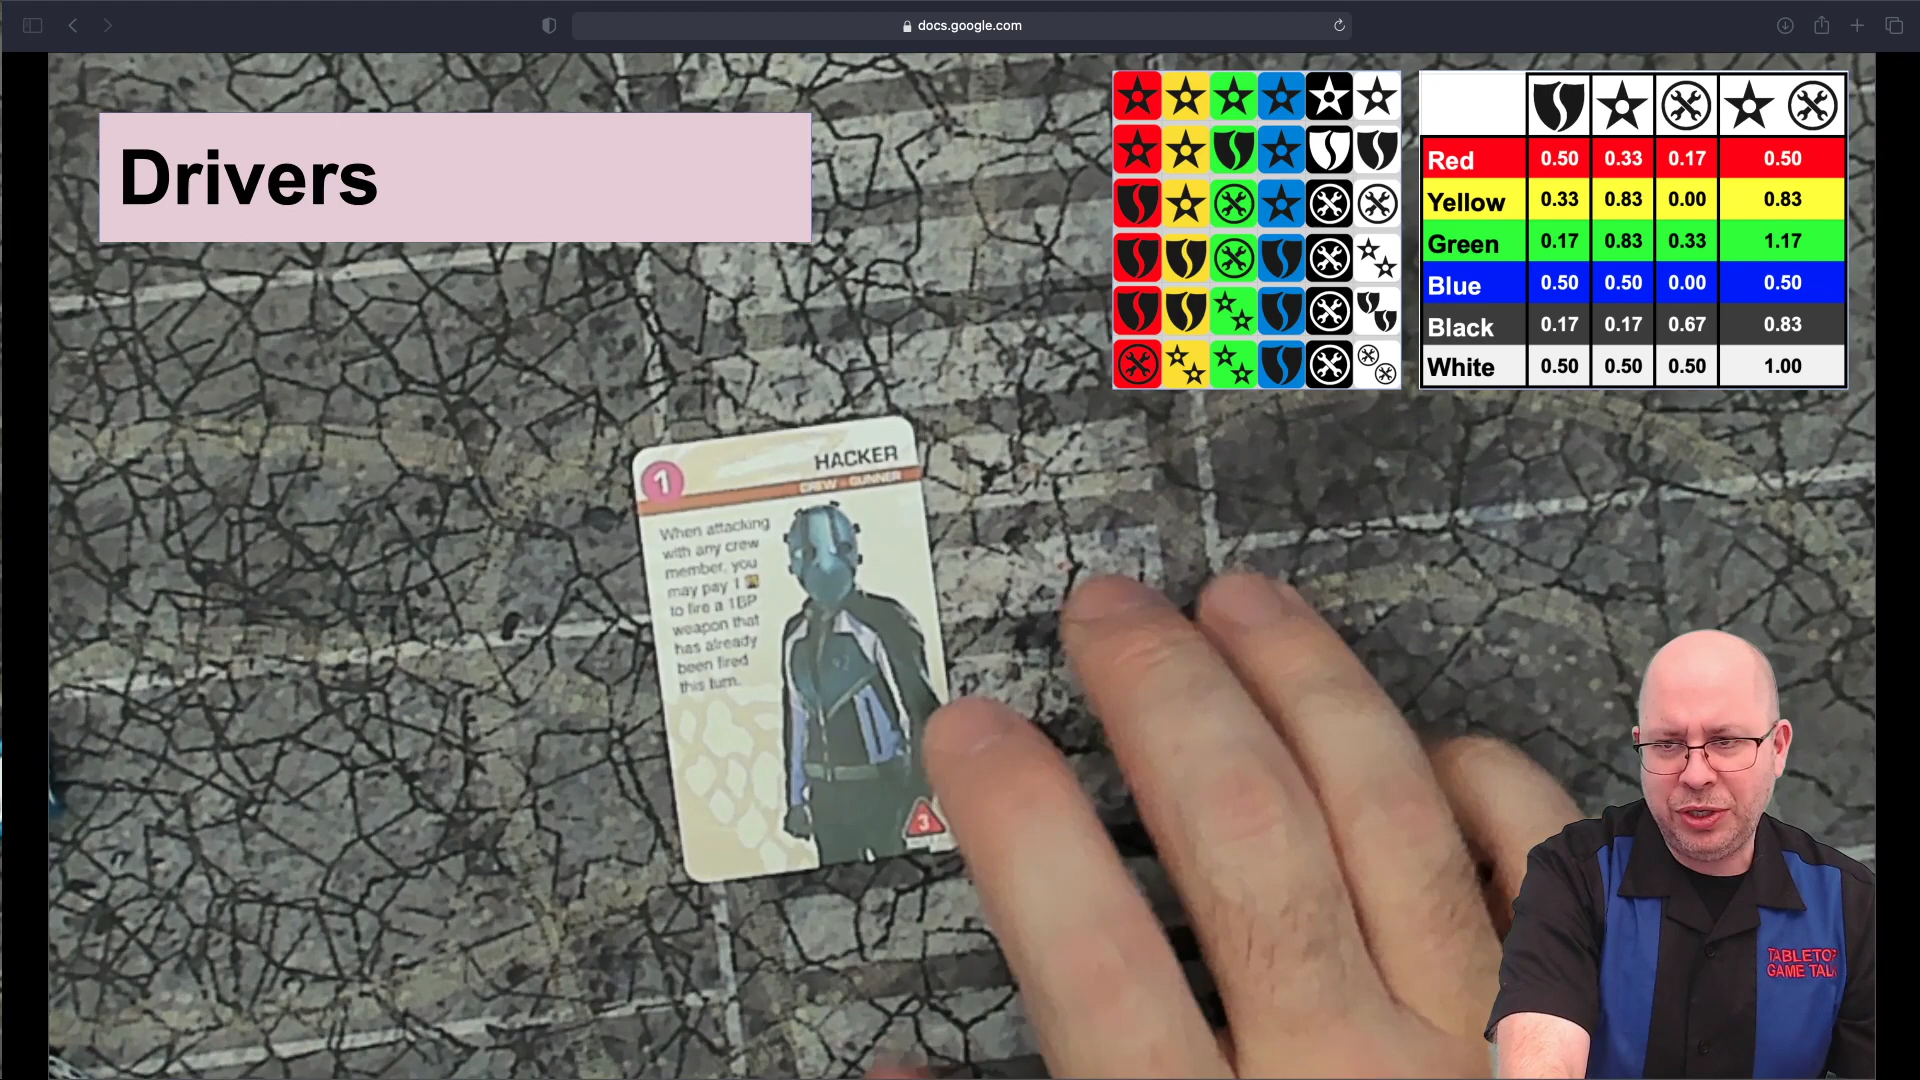 docs.google.com
Drivers
Red 0.50 0.33 0.17 0.50
Yellow 0.33 0.83 0.00 0.83
Green 0.17 0.83 0.33 1.17
Blue 0.50 0.50 0.00 0.50
Black 0.17 0.17 0.67 0.83
White 0.50 0.50 0.50 1.00
1
HACKER
CREW - GUNNER
When attacking
with any crew
member, you
may pay 1
to fire a 1BP
weapon that
has already
been fired
this turn.
3
TABLETOP
GAME TALK